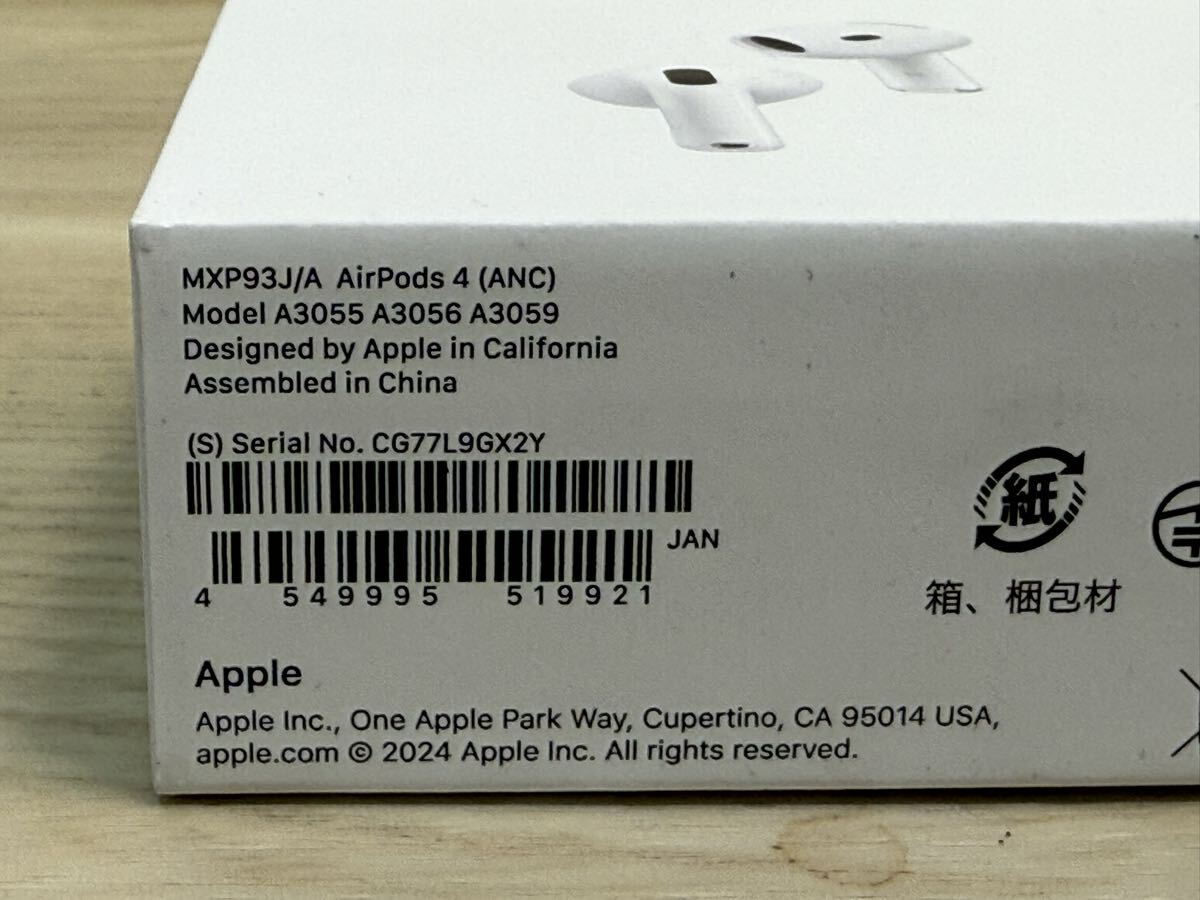 MXP93J/A AirPods 4 (ANC)
Model A3055 A3056 A3059
Designed by Apple in California
Assembled in China
(S) Serial No. CG77L9GX2Y
JAN
4 549995 519921
紙
箱、梱包材
Apple
Apple Inc., One Apple Park Way, Cupertino, CA 95014 USA,
apple.com © 2024 Apple Inc. All rights reserved.